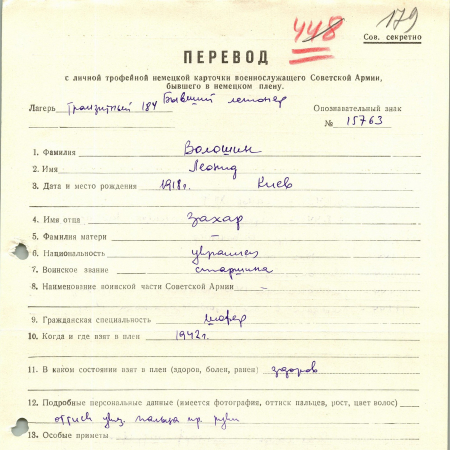 448 179
Сов. секретно
ПЕРЕВОД
с личной трофейной немецкой карточки военнослужащего Советской Армии,
бывшего в немецком плену.
Лагерь Транзитный 184 Бывший Опознавательный знак
№ 15763
1. Фамилия Волошин
2. Имя Леонид
3. Дата и место рождения 1918г. Киев
4. Имя отца Захар
5. Фамилия матери –
6. Национальность украинец
7. Воинское звание старшина
8. Наименование воинской части Советской Армии –
9. Гражданская специальность шофер
10. Когда и где взят в плен 1942г.
11. В каком состоянии взят в плен (здоров, болен, ранен) здоров
12. Подробные персональные данные (имеется фотография, оттиск пальцев, рост, цвет волос)
оттиск указ. пальца пр. руки
13. Особые приметы